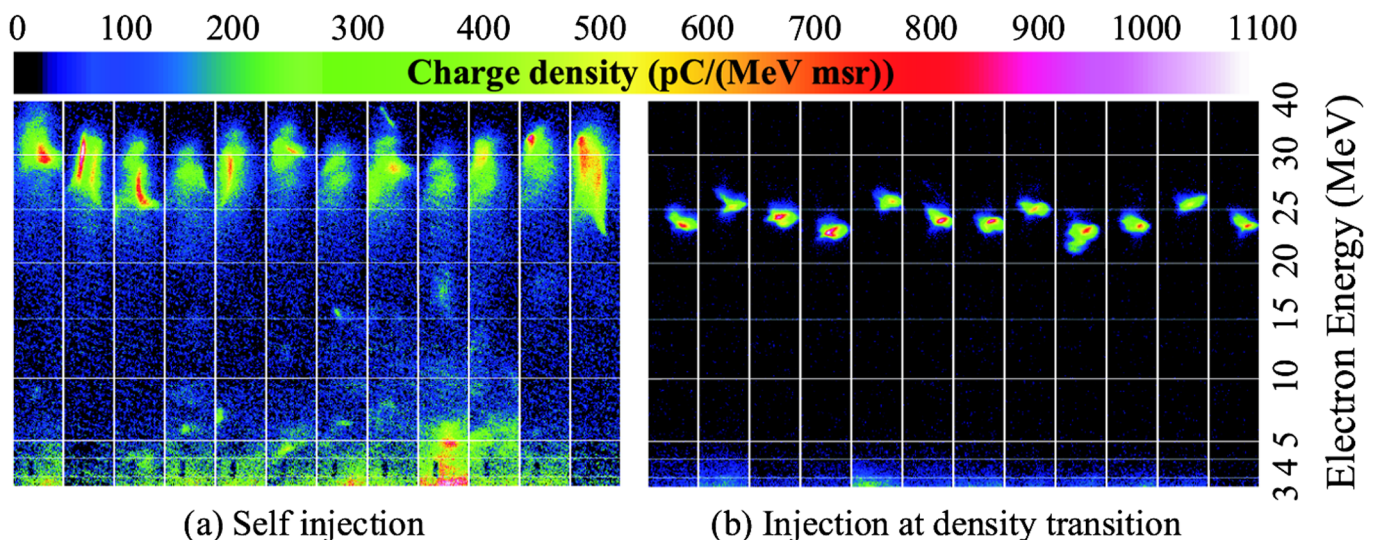 0 100 200 300 400 500 600 700 800 900 1000 1100
Charge density (pC/(MeV msr))
40
30
25
20
15
10
5
4
3
Electron Energy (MeV)
(a) Self injection
(b) Injection at density transition